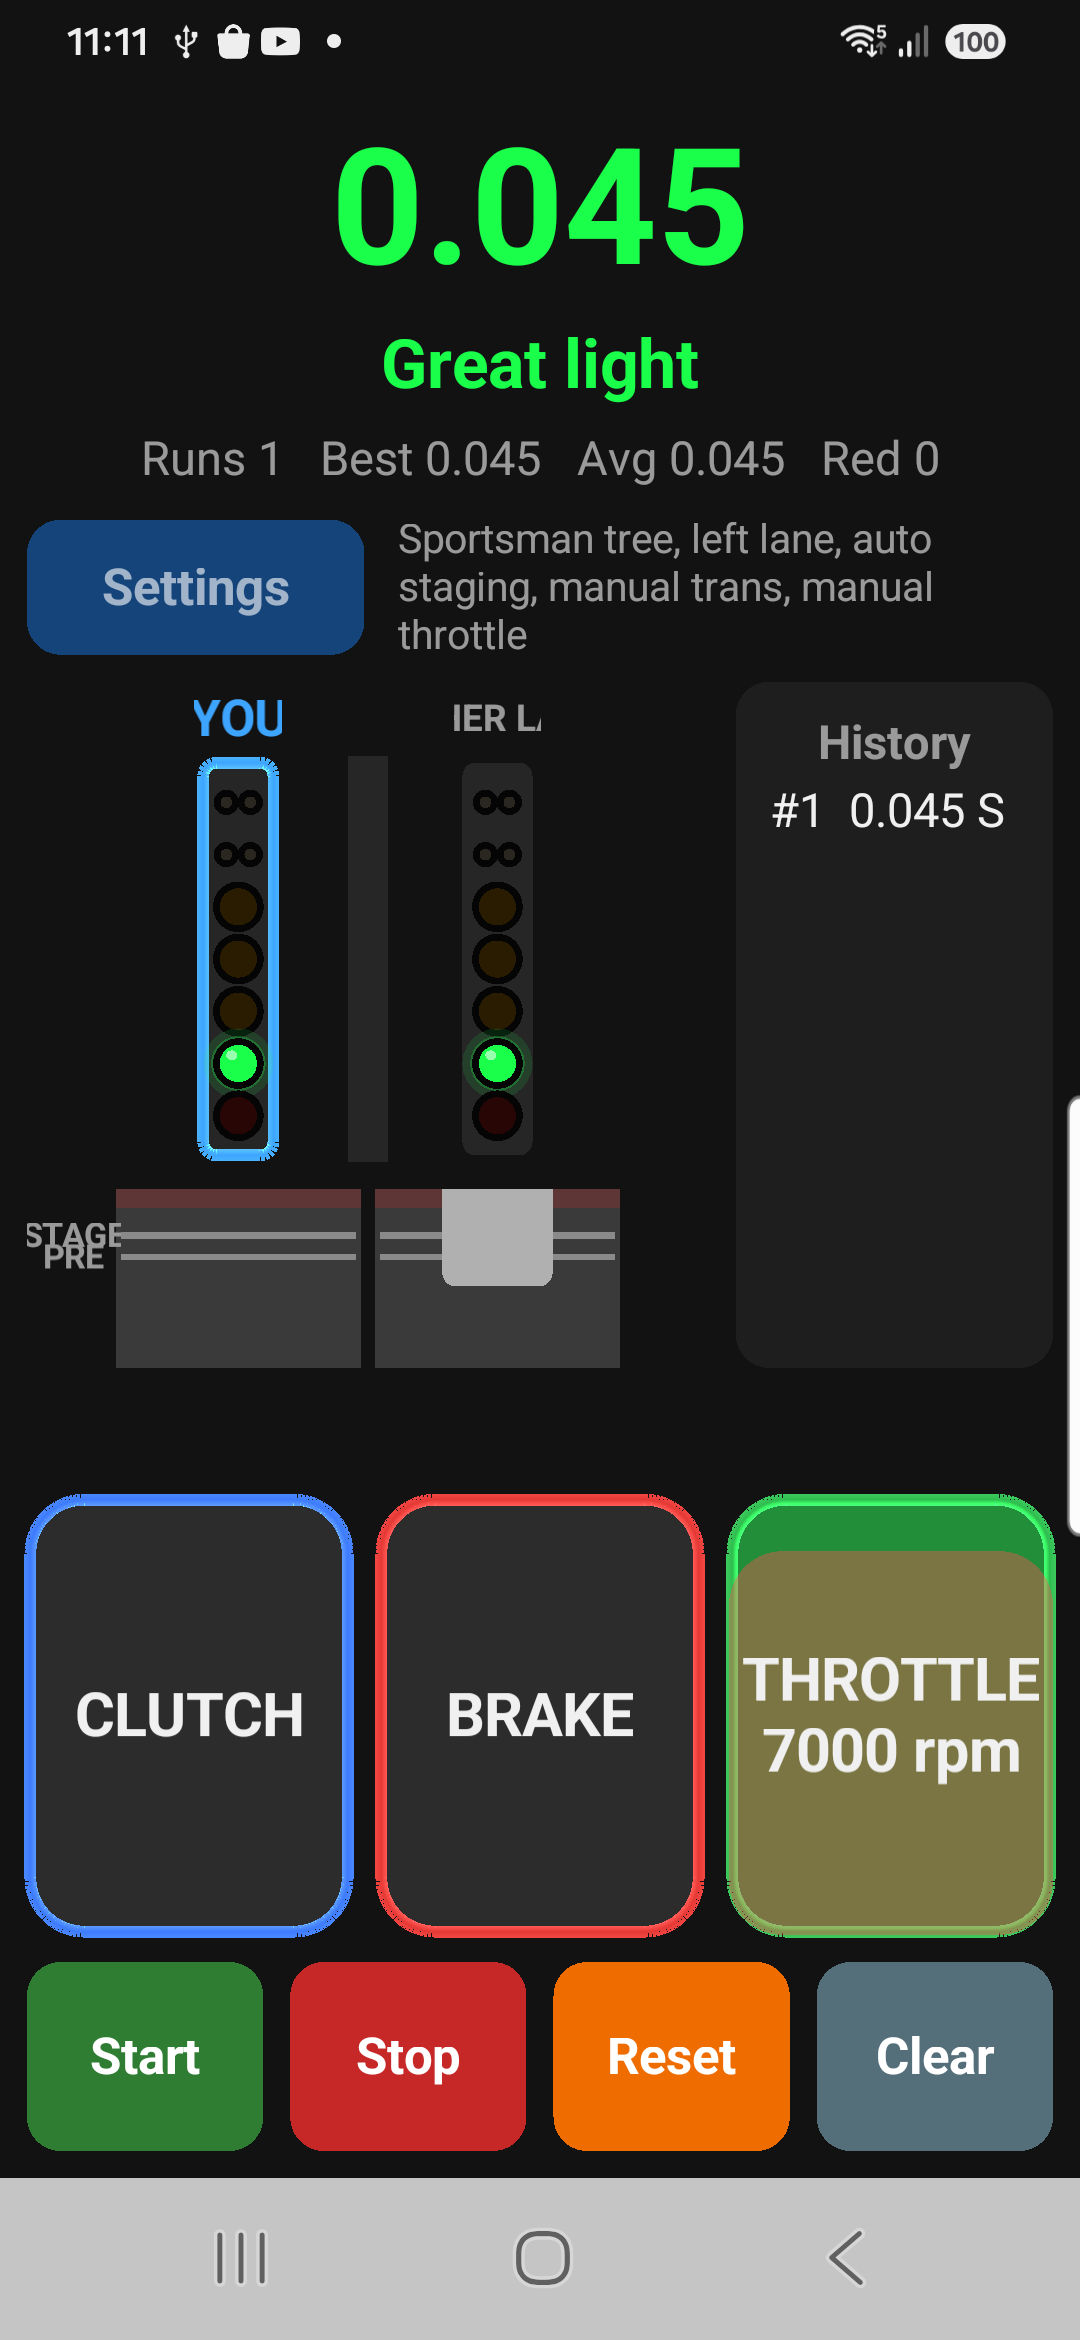 11:11
5
100
0.045
Great light
Runs 1 Best 0.045 Avg 0.045 Red 0
Settings
Sportsman tree, left lane, auto
staging, manual trans, manual
throttle
YOU
IER LA
History
#1 0.045 S
STAGE
PRE
CLUTCH
BRAKE
THROTTLE
7000 rpm
Start
Stop
Reset
Clear